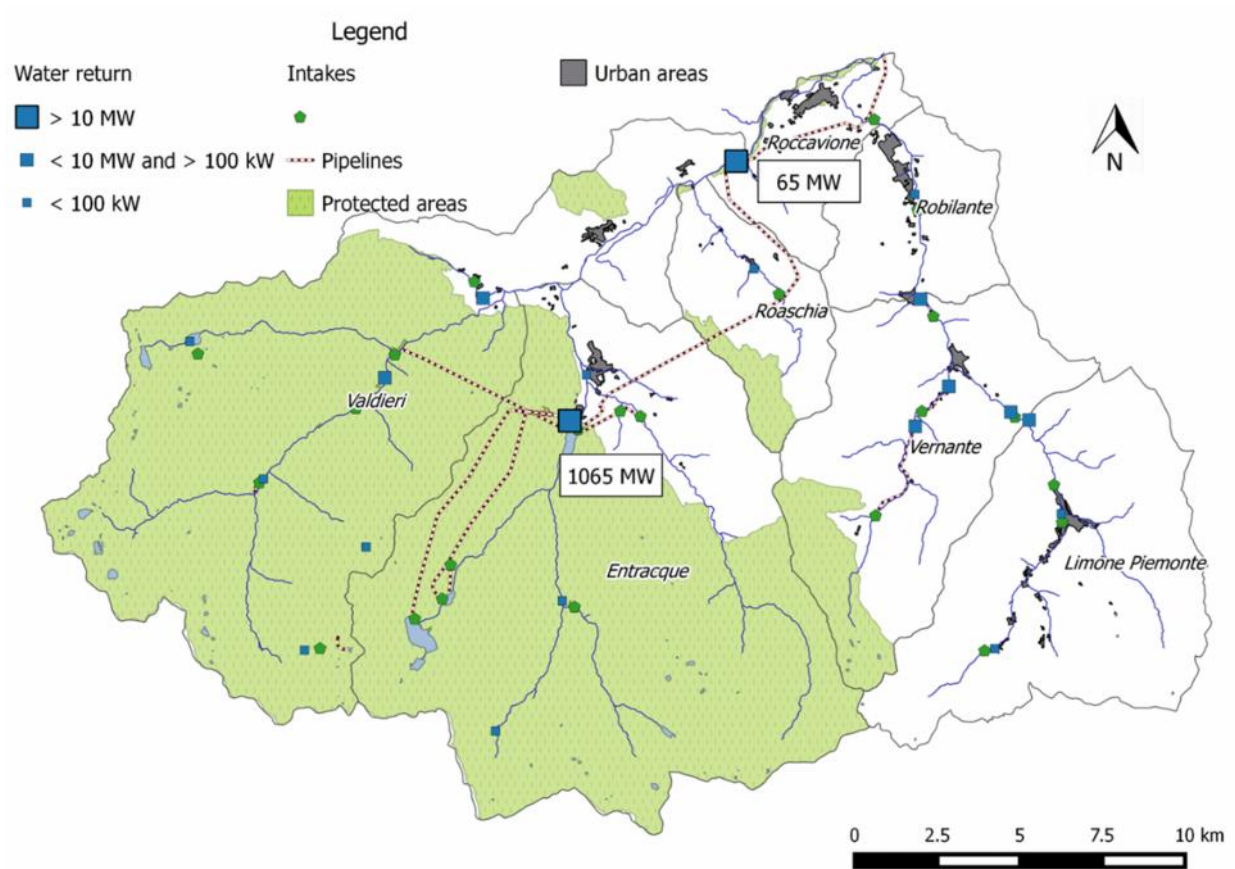 Legend
Water return
Intakes
Urban areas
> 10 MW
< 10 MW and > 100 kW
Pipelines
< 100 kW
Protected areas
N
Roccavione
65 MW
Robilante
Roaschia
Valdieri
Vernante
1065 MW
Entracque
Limone Piemonte
0 2.5 5 7.5 10 km